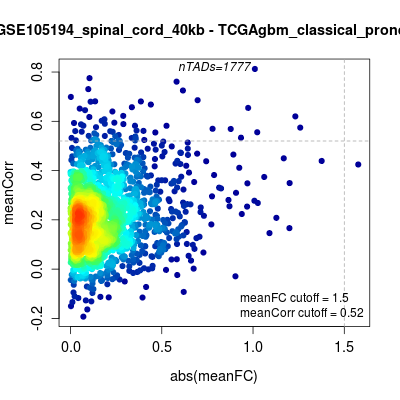 GSE105194_spinal_cord_40kb - TCGAgbm_classical_prone
nTADs=1777
meanCorr
0.8
0.6
0.4
0.2
0.0
-0.2
meanFC cutoff = 1.5
meanCorr cutoff = 0.52
0.0
0.5
1.0
1.5
abs(meanFC)